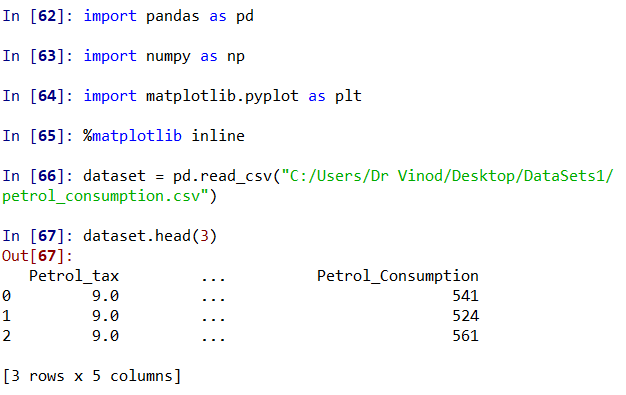 In [62]: import pandas as pd
In [63]: import numpy as np
In [64]: import matplotlib.pyplot as plt
In [65]: %matplotlib inline
In [66]: dataset = pd.read_csv("C:/Users/Dr Vinod/Desktop/DataSets1/
petrol_consumption.csv")
In [67]: dataset.head(3)
Out[67]:
   Petrol_tax         ...          Petrol_Consumption
0         9.0         ...                         541
1         9.0         ...                         524
2         9.0         ...                         561
[3 rows x 5 columns]